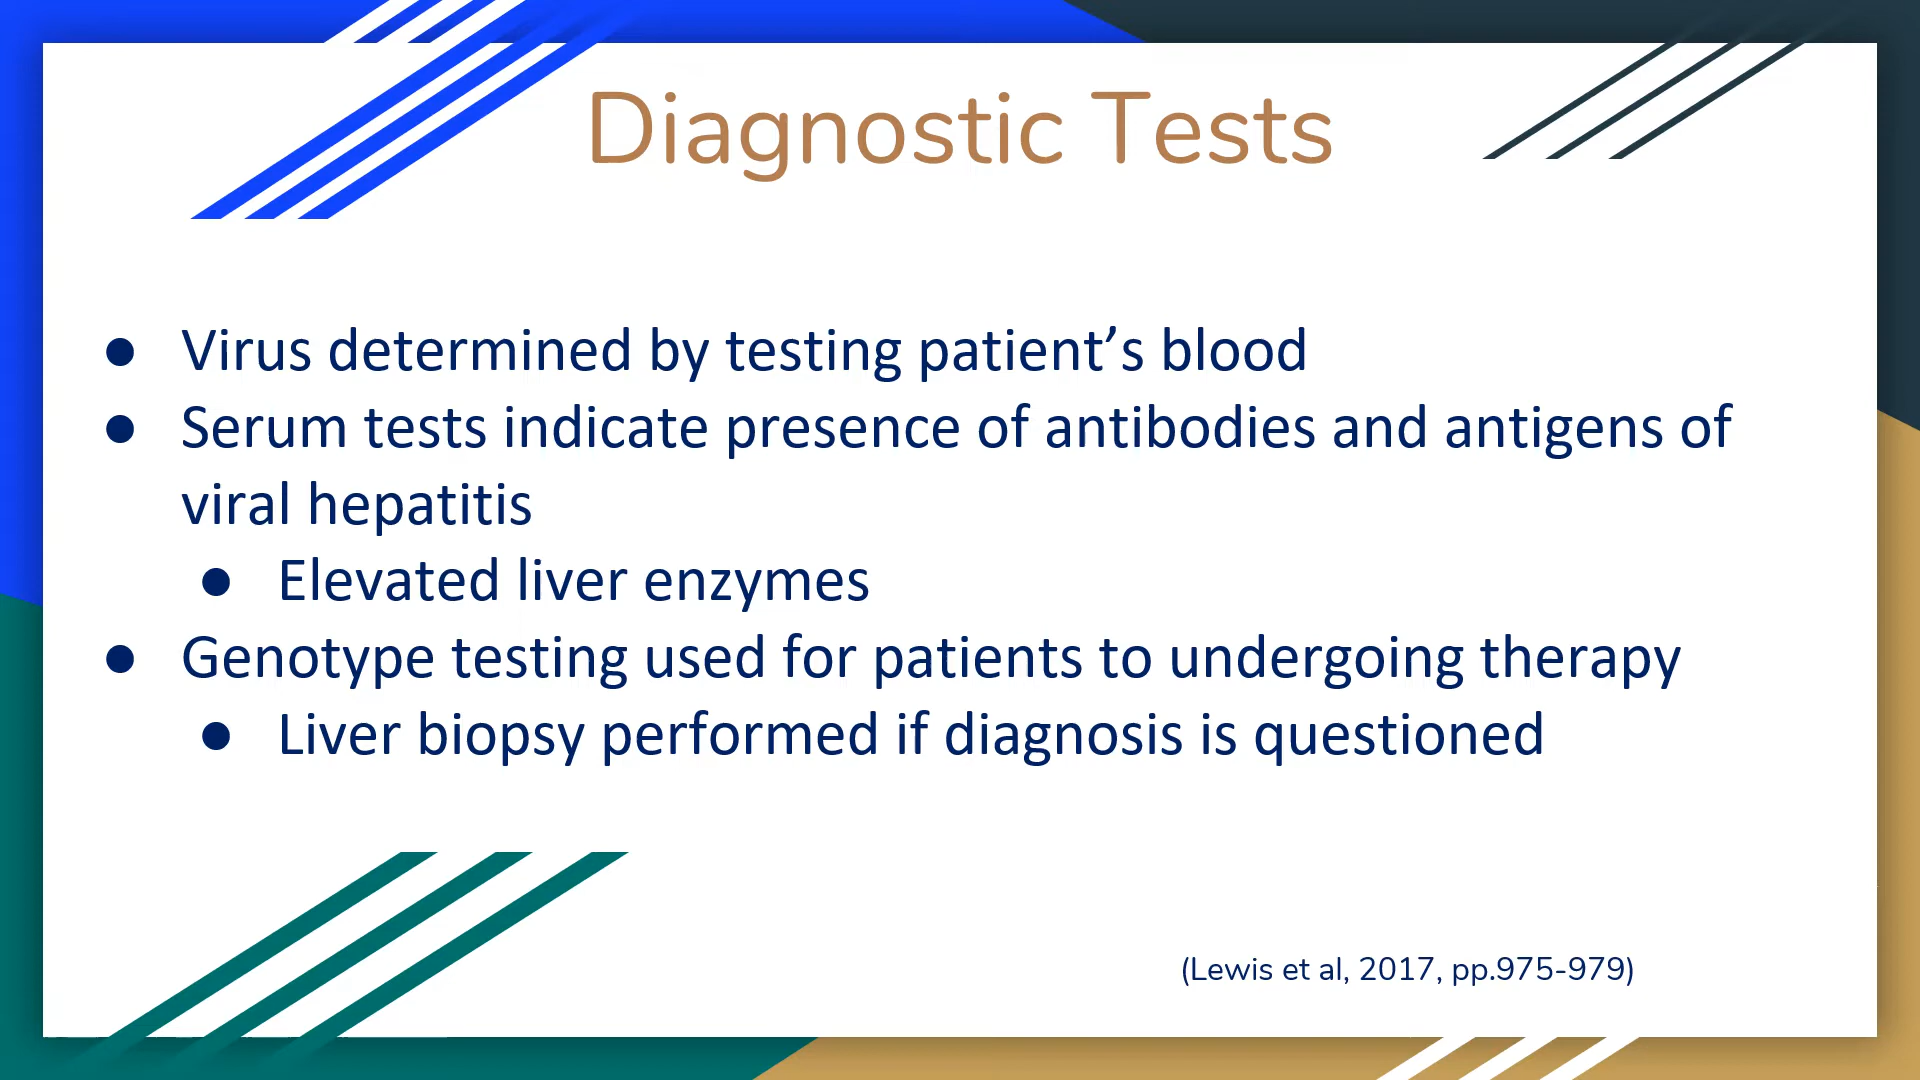 Diagnostic Tests
● Virus determined by testing patient’s blood
● Serum tests indicate presence of antibodies and antigens of
viral hepatitis
● Elevated liver enzymes
● Genotype testing used for patients to undergoing therapy
● Liver biopsy performed if diagnosis is questioned
(Lewis et al, 2017, pp.975-979)